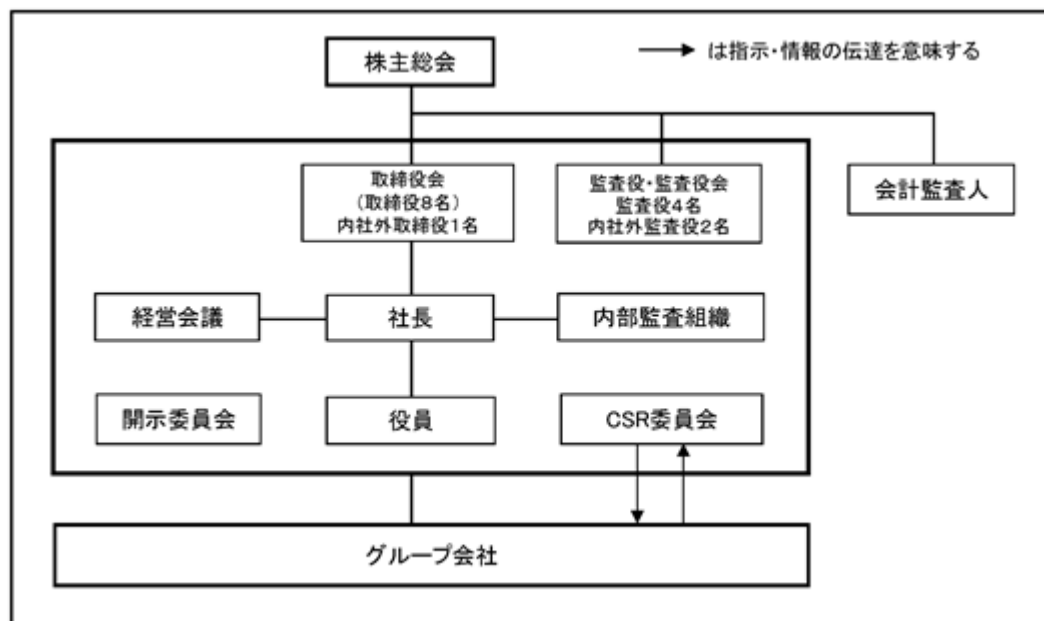 株主総会
は指示・情報の伝達を意味する
取締役会
(取締役8名)
内社外取締役1名
監査役・監査役会
監査役4名
内社外監査役2名
会計監査人
経営会議
社長
内部監査組織
開示委員会
役員
CSR委員会
グループ会社